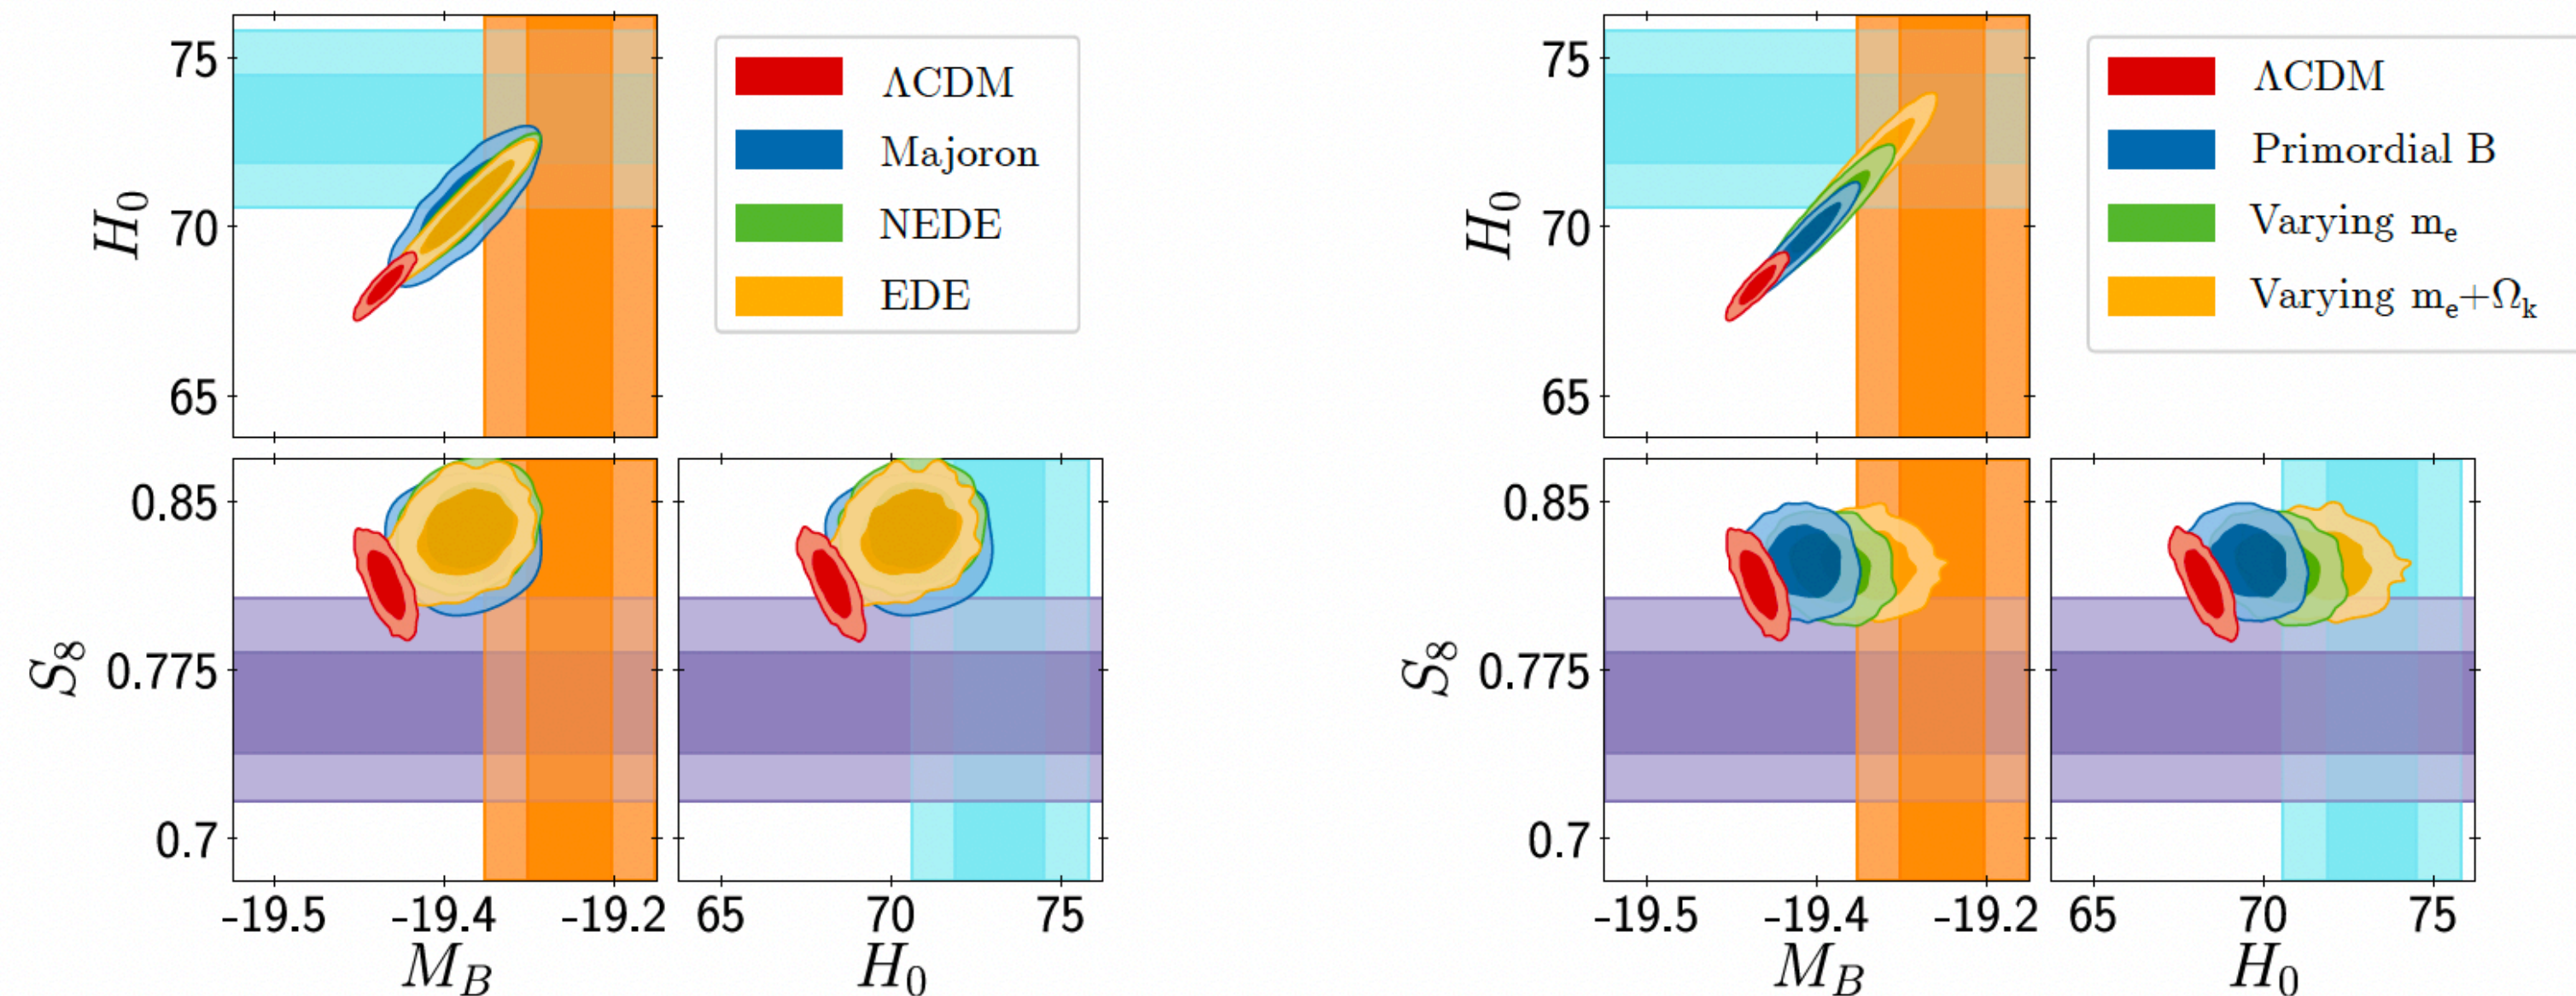 75
70
65
H₀
ΛCDM
Majoron
NEDE
EDE
0.85
0.775
0.7
S₈
-19.5 -19.4 -19.2
M_B
65 70 75
H₀
75
70
65
H₀
ΛCDM
Primordial B
Varying mₑ
Varying mₑ+Ωₖ
0.85
0.775
0.7
S₈
-19.5 -19.4 -19.2
M_B
65 70 75
H₀